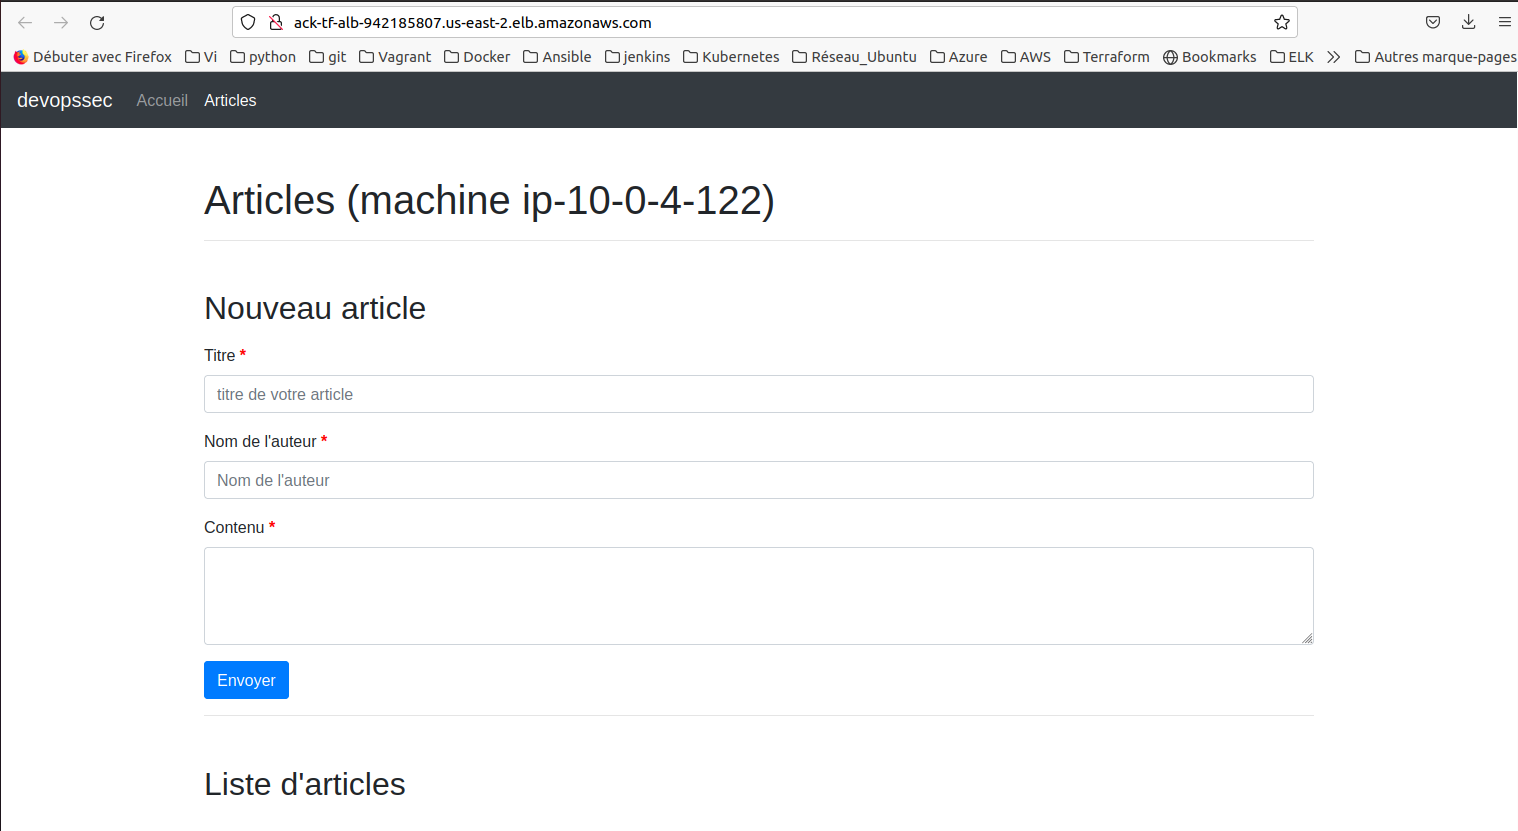 ack-tf-alb-942185807.us-east-2.elb.amazonaws.com
Débuter avec Firefox Vi python git Vagrant Docker Ansible jenkins Kubernetes Réseau_Ubuntu Azure AWS Terraform Bookmarks ELK Autres marque-pages
devopssec Accueil Articles
Articles (machine ip-10-0-4-122)
Nouveau article
Titre *
titre de votre article
Nom de l'auteur *
Nom de l'auteur
Contenu *
Envoyer
Liste d'articles